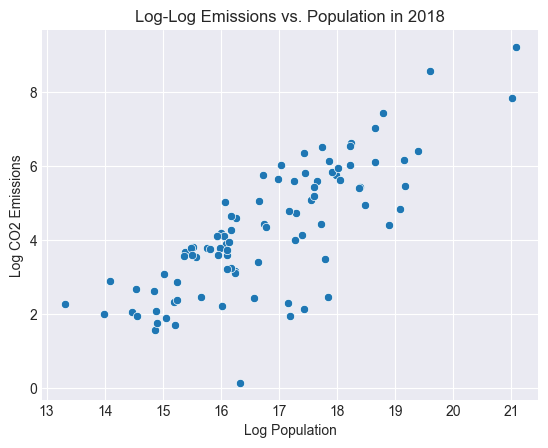 Log-Log Emissions vs. Population in 2018
Log CO2 Emissions
8
6
4
2
0
13 14 15 16 17 18 19 20 21
Log Population